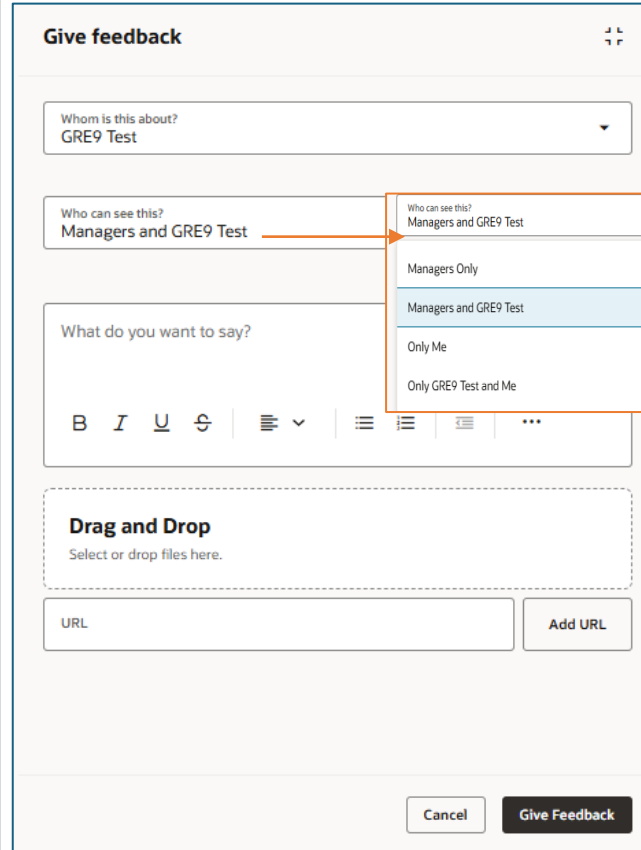 Give feedback
Whom is this about?
GRE9 Test
Who can see this?
Managers and GRE9 Test
Who can see this?
Managers and GRE9 Test
Managers Only
Managers and GRE9 Test
Only Me
Only GRE9 Test and Me
What do you want to say?
B I U S
Drag and Drop
Select or drop files here.
URL
Add URL
Cancel
Give Feedback